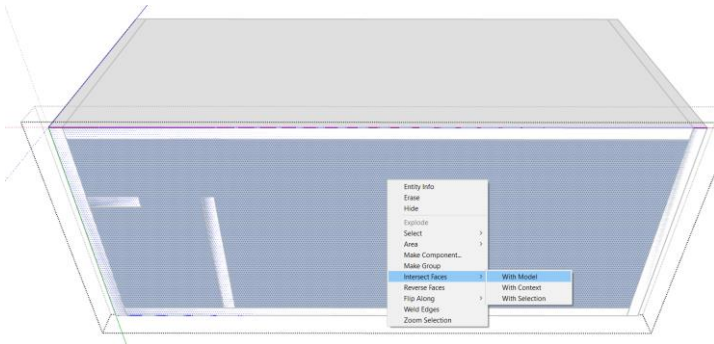 Entity Info
Erase
Hide
Explode
Select
Area
Make Component...
Make Group
Intersect Faces
With Model
Reverse Faces
With Context
Flip Along
With Selection
Weld Edges
Zoom Selection